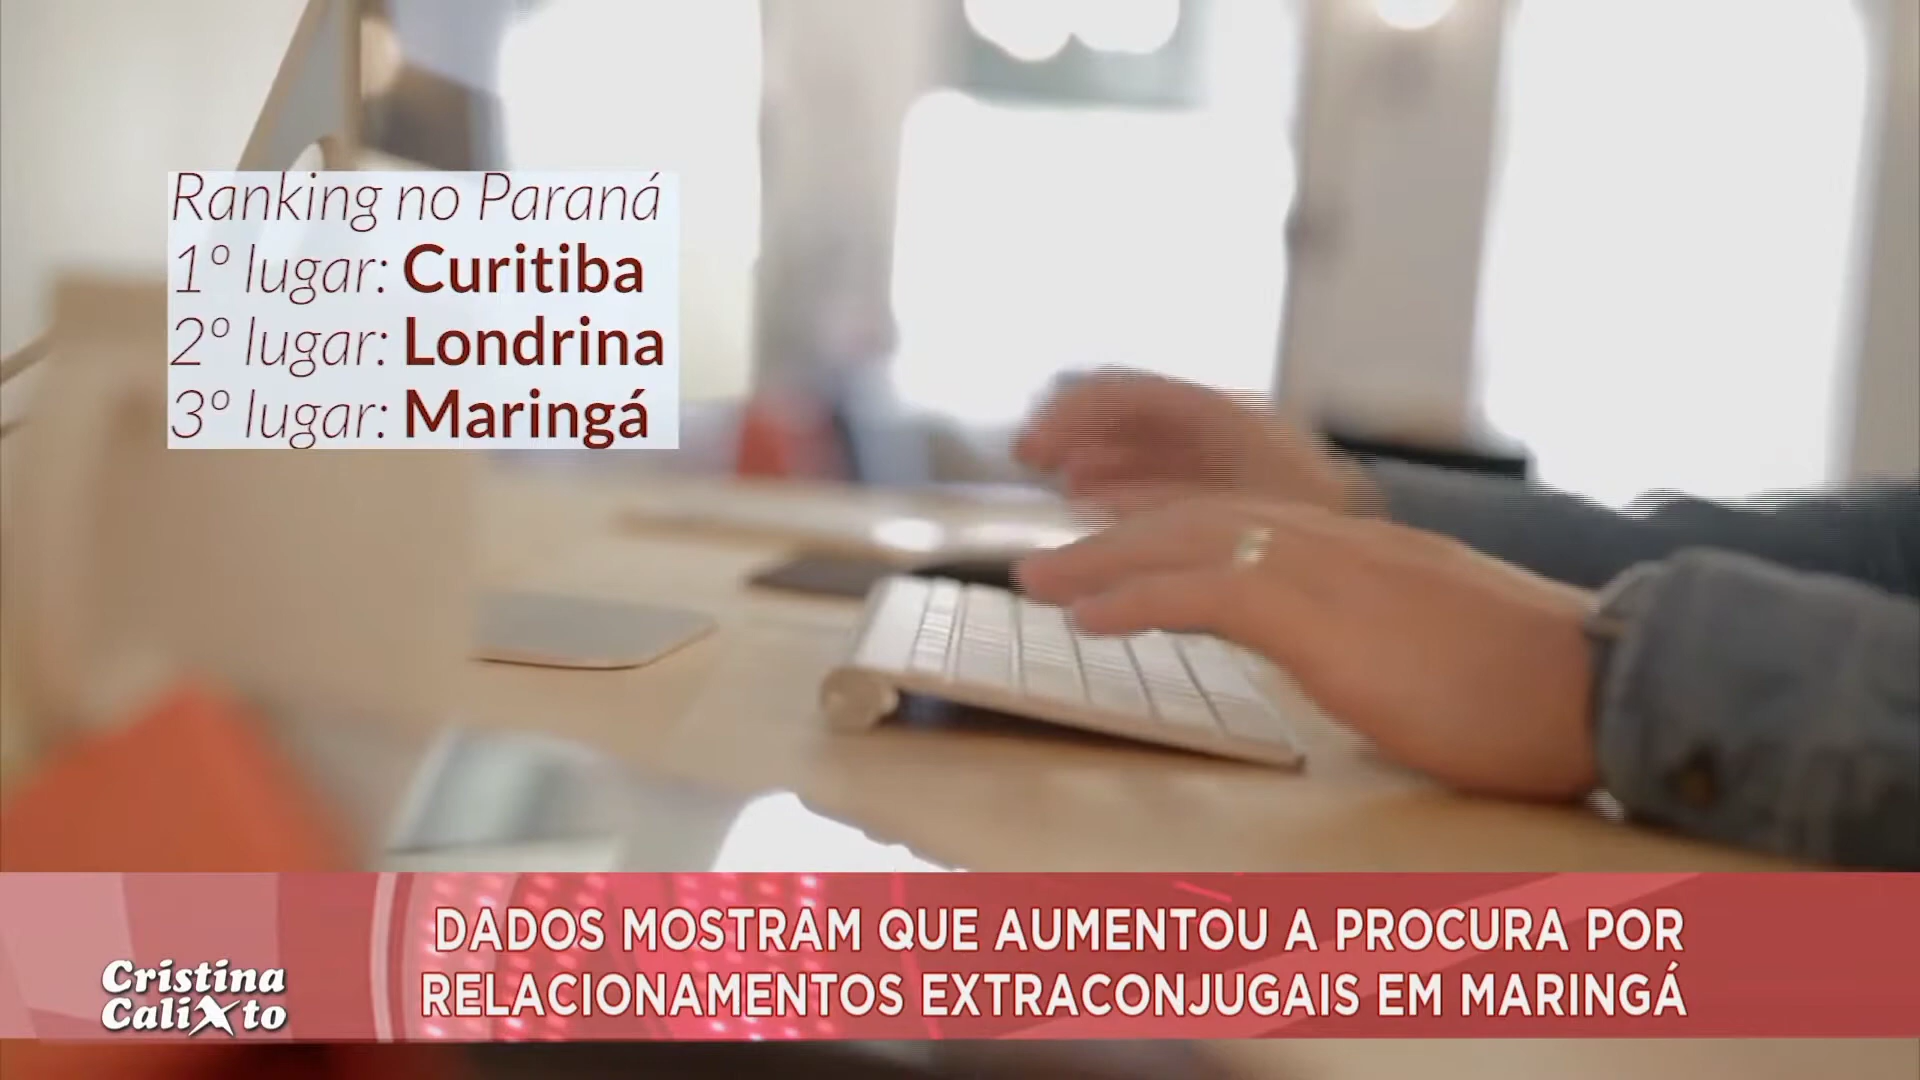 Ranking no Paraná
1º lugar: Curitiba
2º lugar: Londrina
3º lugar: Maringá
DADOS MOSTRAM QUE AUMENTOU A PROCURA POR
RELACIONAMENTOS EXTRACONJUGAIS EM MARINGÁ
Cristina
Calixto